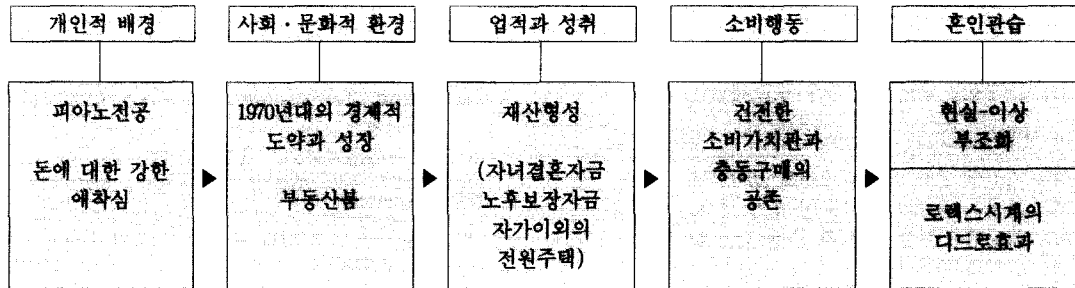 개인적 배경
사회·문화적 환경
업적과 성취
소비행동
혼인관습
피아노전공
돈에 대한 강한
애착심
1970년대의 경제적
도약과 성장
부동산붐
재산형성
(자녀결혼자금
노후보장자금
자가이외의
전원주택)
건전한
소비가치관과
충동구매의
공존
현실-이상
부조화
로렉스시계의
디드로효과